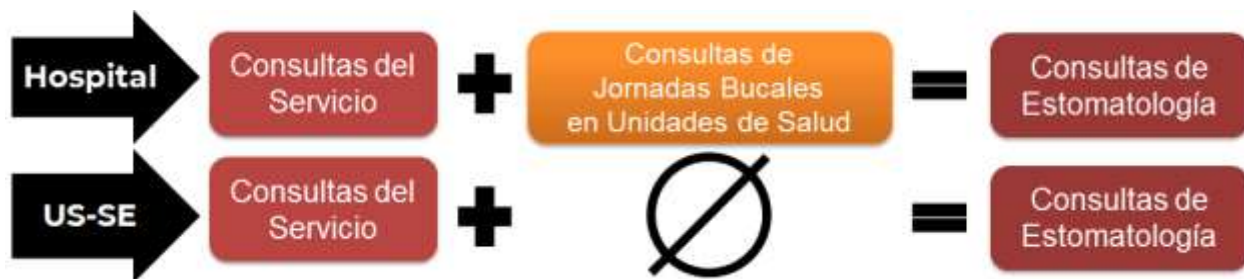 Hospital
Consultas del
Servicio
+
Consultas de
Jornadas Bucales
en Unidades de Salud
=
Consultas de
Estomatología
US-SE
Consultas del
Servicio
+
∅
=
Consultas de
Estomatología